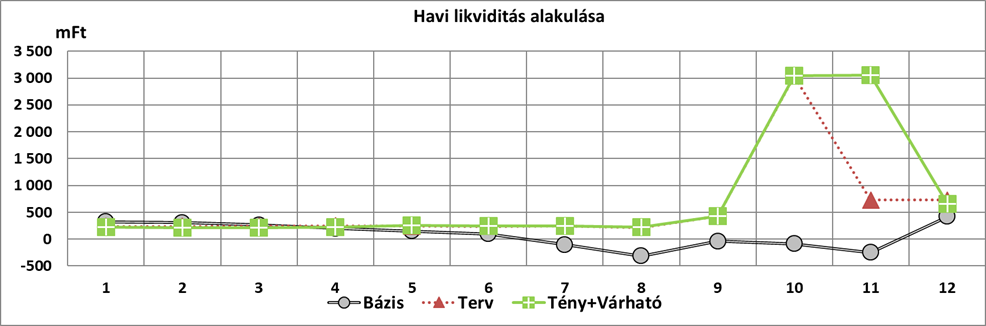 Havi likviditás alakulása
mFt
3 500
3 000
2 500
2 000
1 500
1 000
500
0
-500
1 2 3 4 5 6 7 8 9 10 11 12
Bázis Terv Tény+Várható